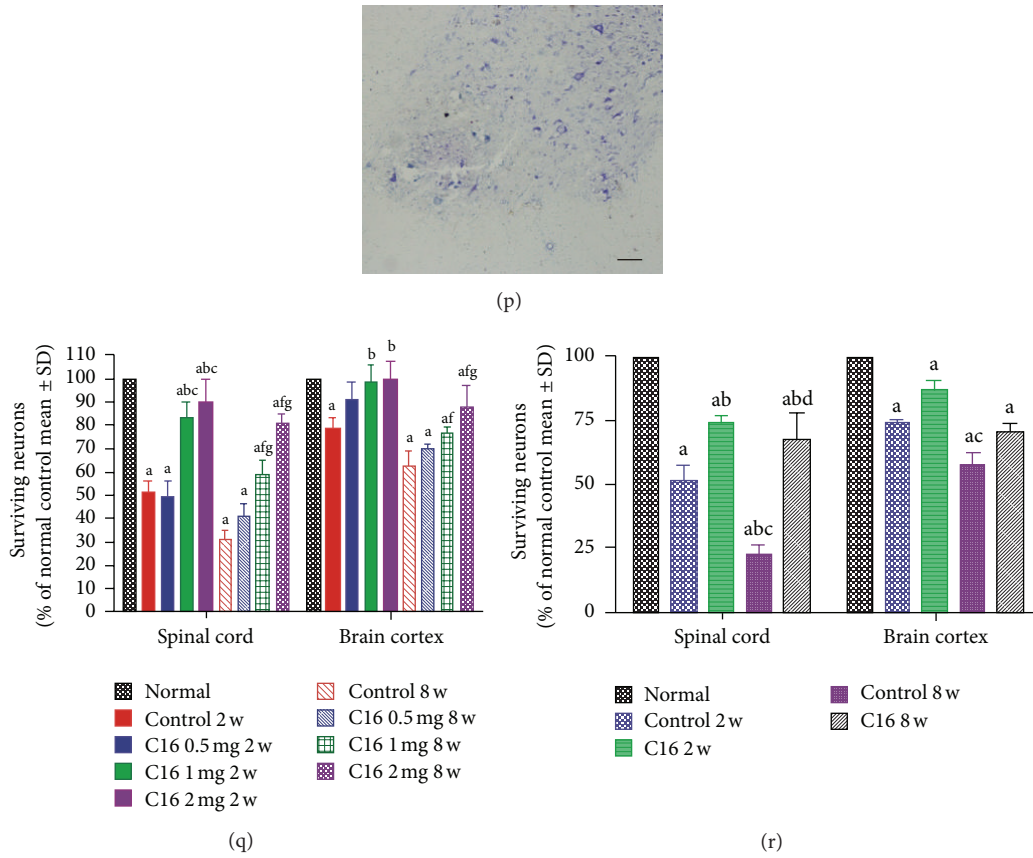 (p)
Surviving neurons
(% of normal control mean ± SD)
110
100
90
80
70
60
50
40
30
20
10
0
a a abc abc a a afg afg
a b b a a af afg
Spinal cord Brain cortex
Normal
Control 2 w
C16 0.5 mg 2 w
C16 1 mg 2 w
C16 2 mg 2 w
Control 8 w
C16 0.5 mg 8 w
C16 1 mg 8 w
C16 2 mg 8 w
(q)
Surviving neurons
(% of normal control mean ± SD)
100
75
50
25
0
a ab abc abd
a a ac a
Spinal cord Brain cortex
Normal
Control 2 w
C16 2 w
Control 8 w
C16 8 w
(r)